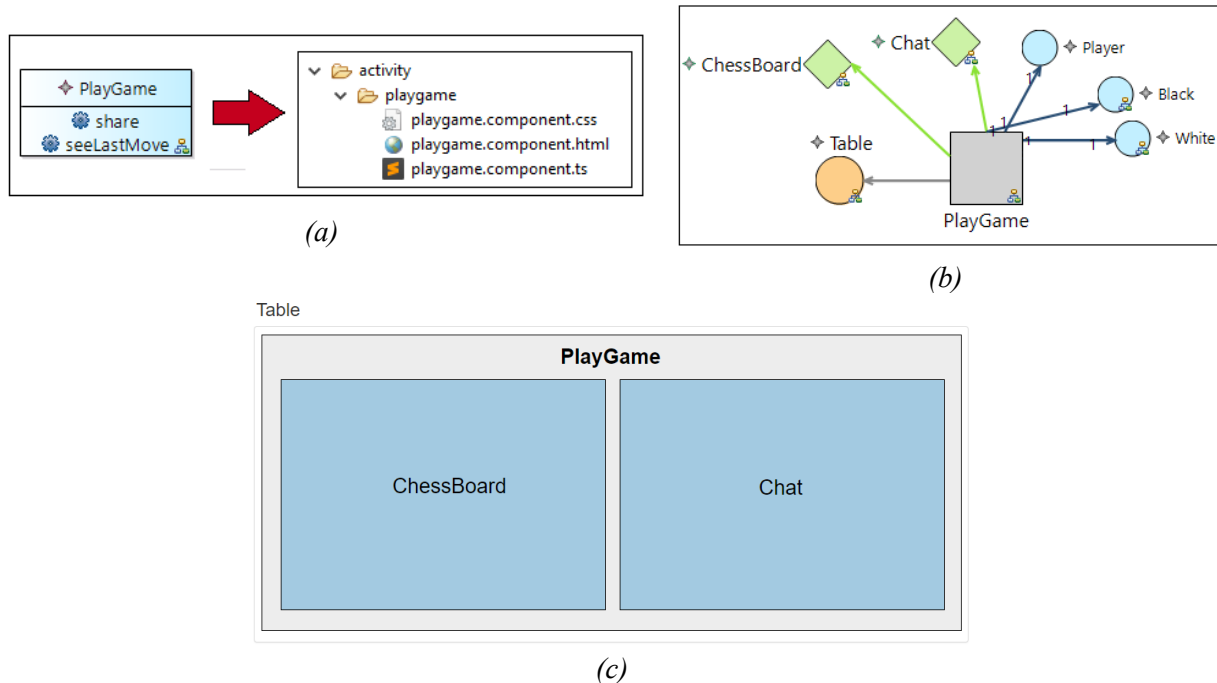 PlayGame
share
seeLastMove
activity
playgame
playgame.component.css
playgame.component.html
playgame.component.ts
(a)
Chat
Player
ChessBoard
1
Black
1
1
1
1
1
White
Table
PlayGame
(b)
Table
PlayGame
ChessBoard
Chat
(c)